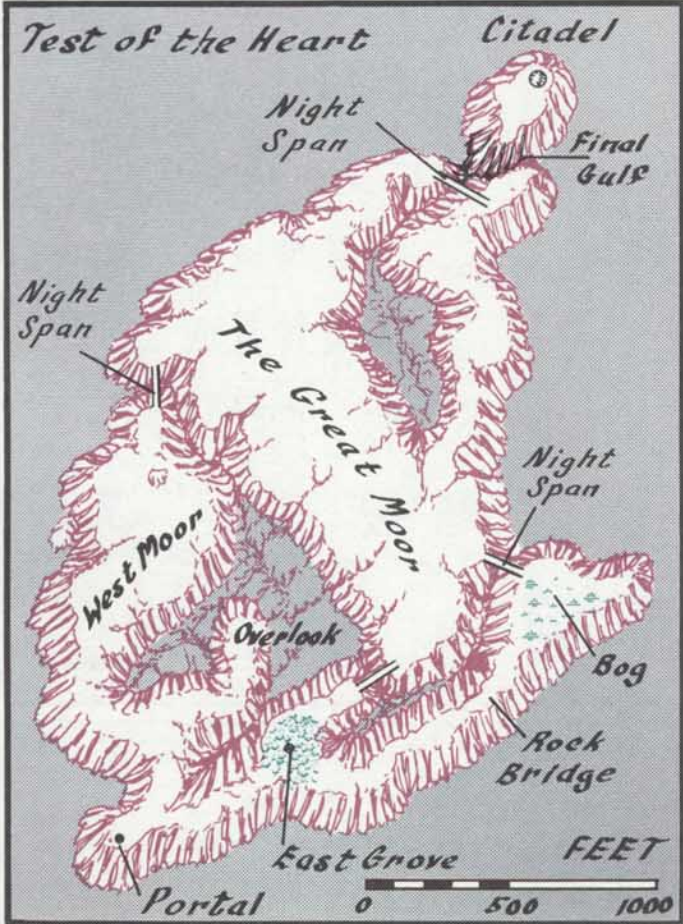 Test of the Heart
Citadel
Night
Span
Final
Gulf
Night
Span
The Great Moor
Night
Span
West Moor
Overlook
Bog
Rock
Bridge
East Grove
FEET
Portal
0 500 1000